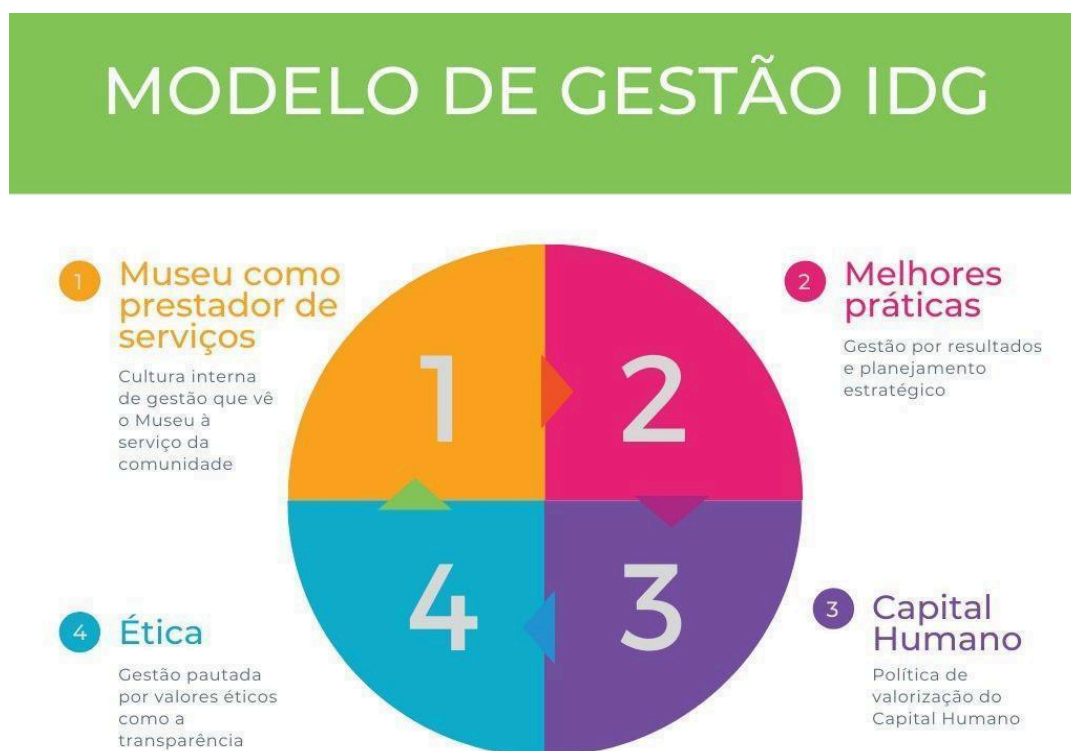 MODELO DE GESTÃO IDG
1
Museu como
prestador de
serviços
Cultura interna
de gestão que vê
o Museu à
serviço da
comunidade
2
Melhores
práticas
Gestão por resultados
e planejamento
estratégico
1
2
4
3
4
Ética
Gestão pautada
por valores éticos
como a
transparência
3
Capital
Humano
Política de
valorização do
Capital Humano